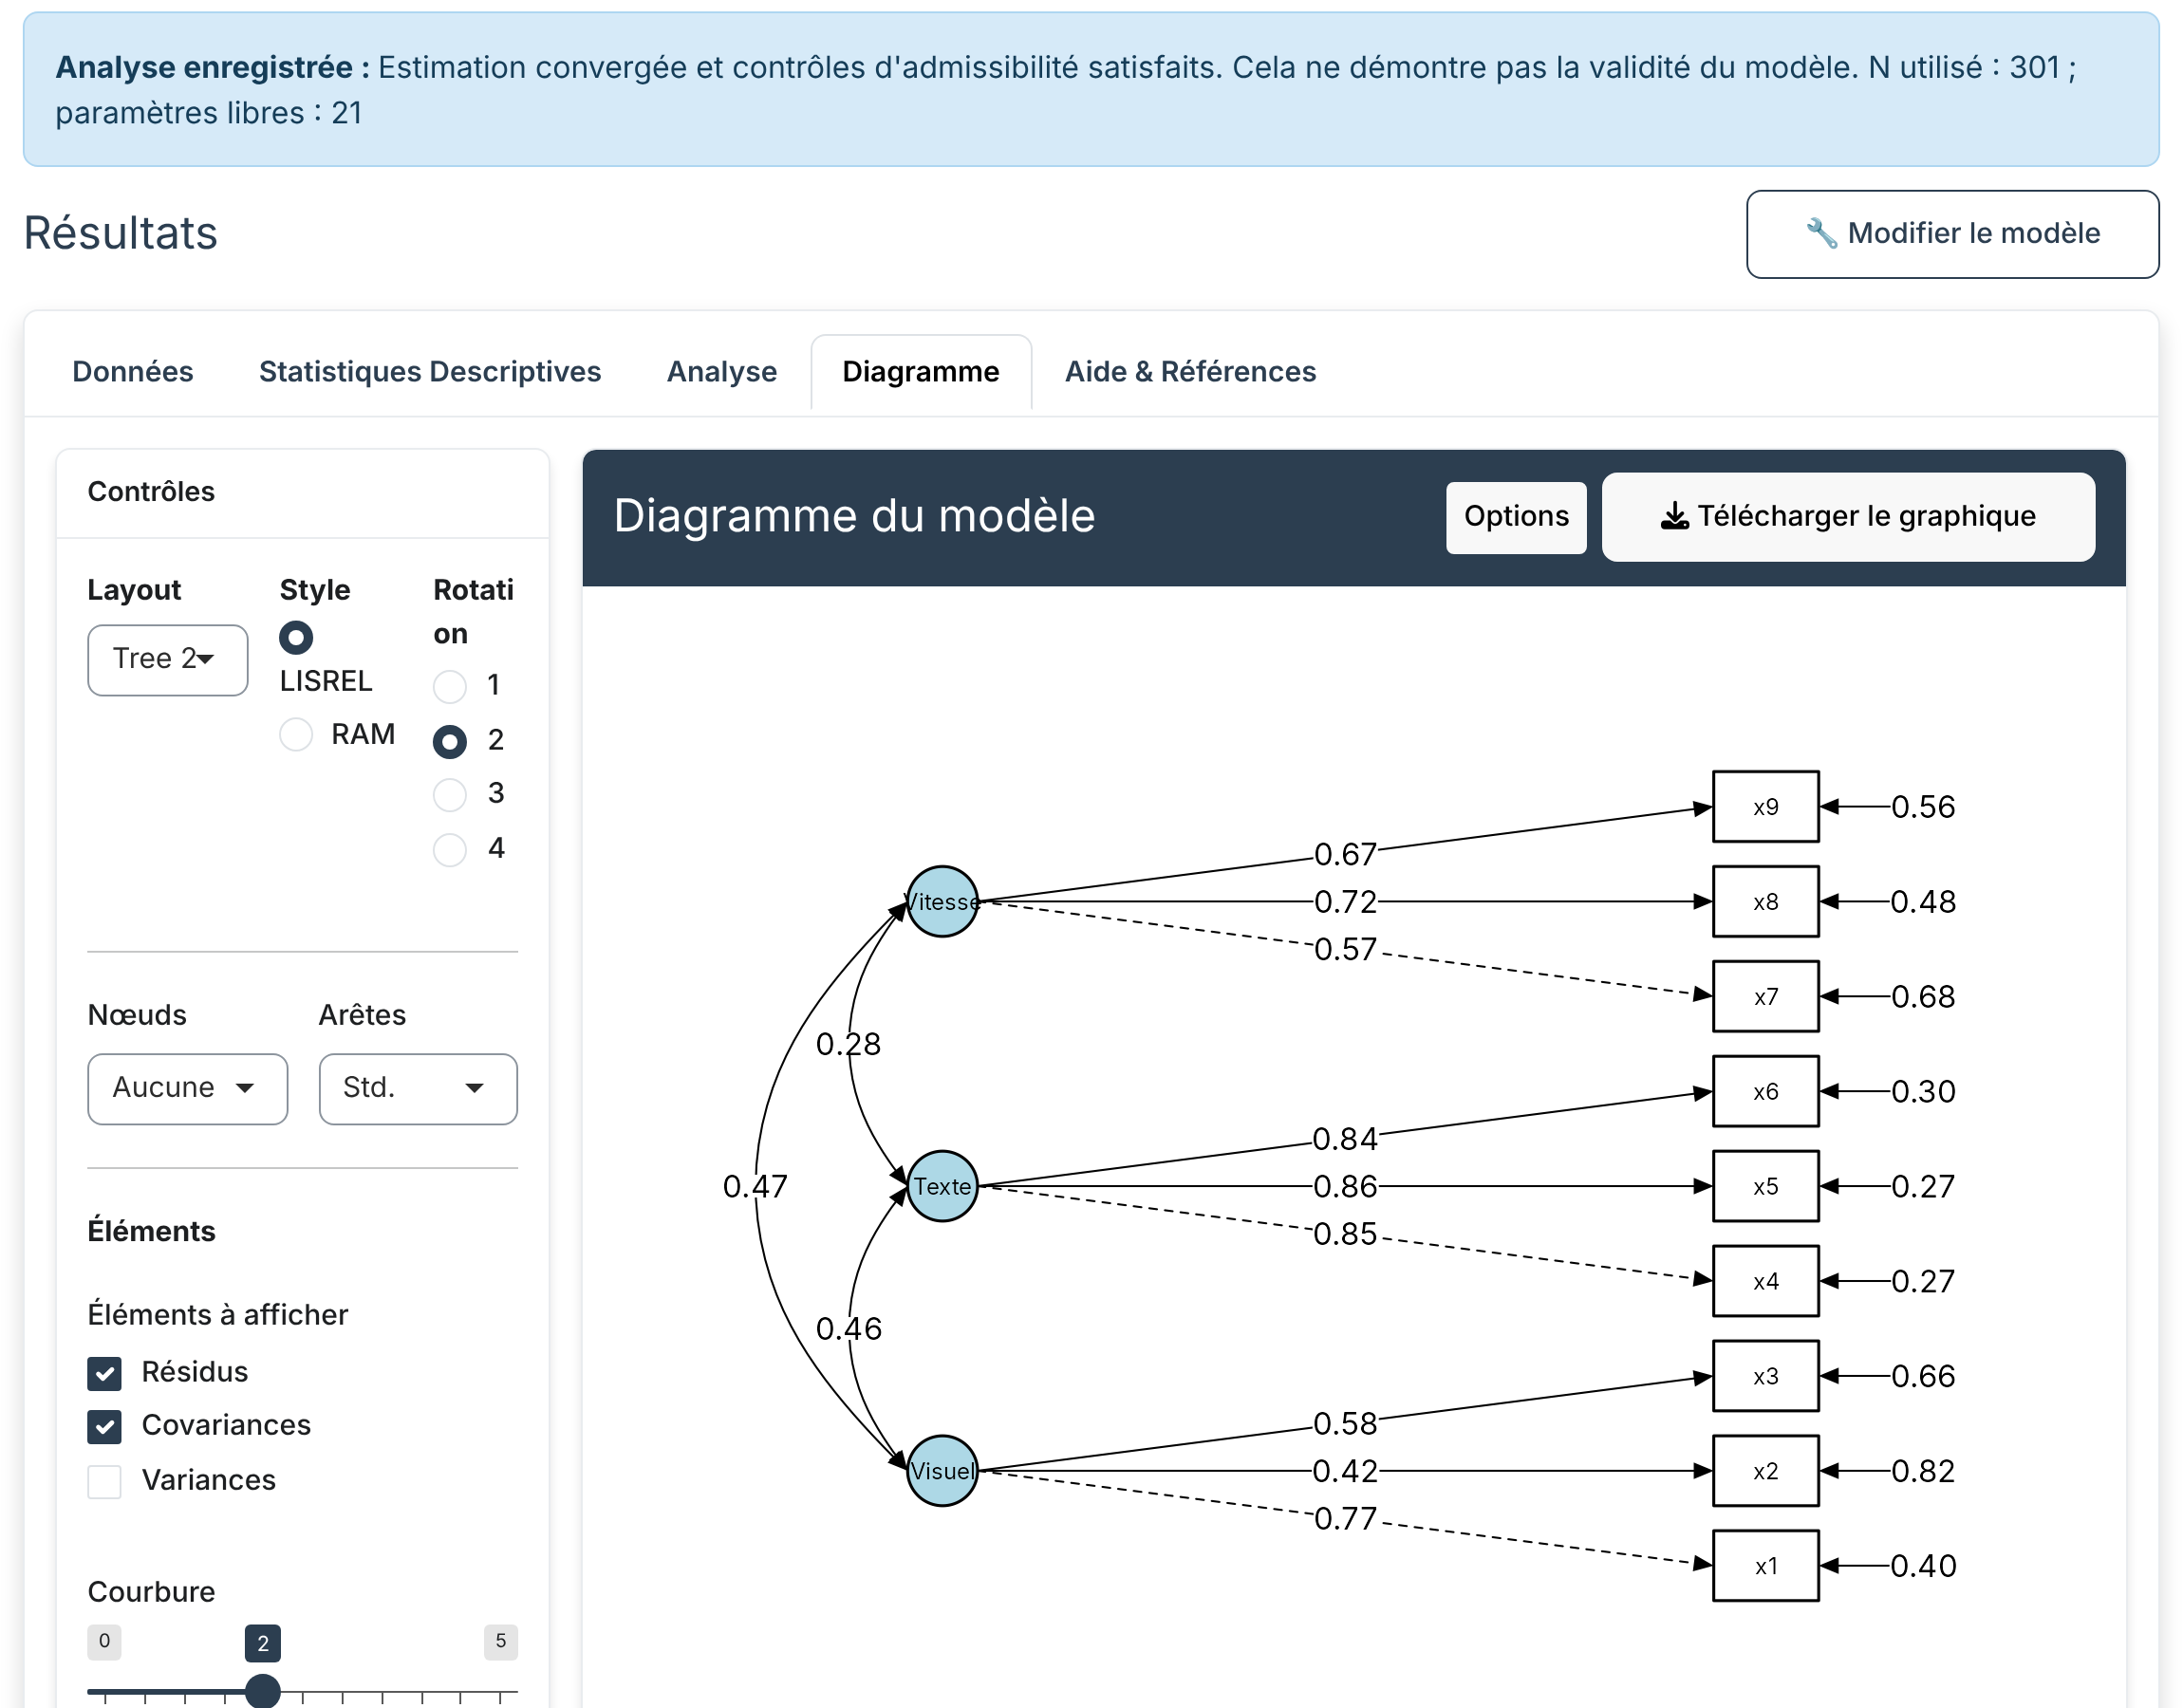 Analyse enregistrée : Estimation convergée et contrôles d'admissibilité satisfaits. Cela ne démontre pas la validité du modèle. N utilisé : 301 ;
paramètres libres : 21
Résultats
🔧 Modifier le modèle
Données
Statistiques Descriptives
Analyse
Diagramme
Aide & Références
Contrôles
Layout
Tree 2
Style
LISREL
RAM
Rotati
on
1
2
3
4
Nœuds
Aucune
Arêtes
Std.
Éléments
Éléments à afficher
Résidus
Covariances
Variances
Courbure
0
2
5
Diagramme du modèle
Options
Télécharger le graphique
x9
0.56
0.67
Vitesse
0.72
x8
0.48
0.57
x7
0.68
0.28
x6
0.30
0.84
0.47
Texte
0.86
x5
0.27
0.85
x4
0.27
0.46
x3
0.66
0.58
Visuel
0.42
x2
0.82
0.77
x1
0.40